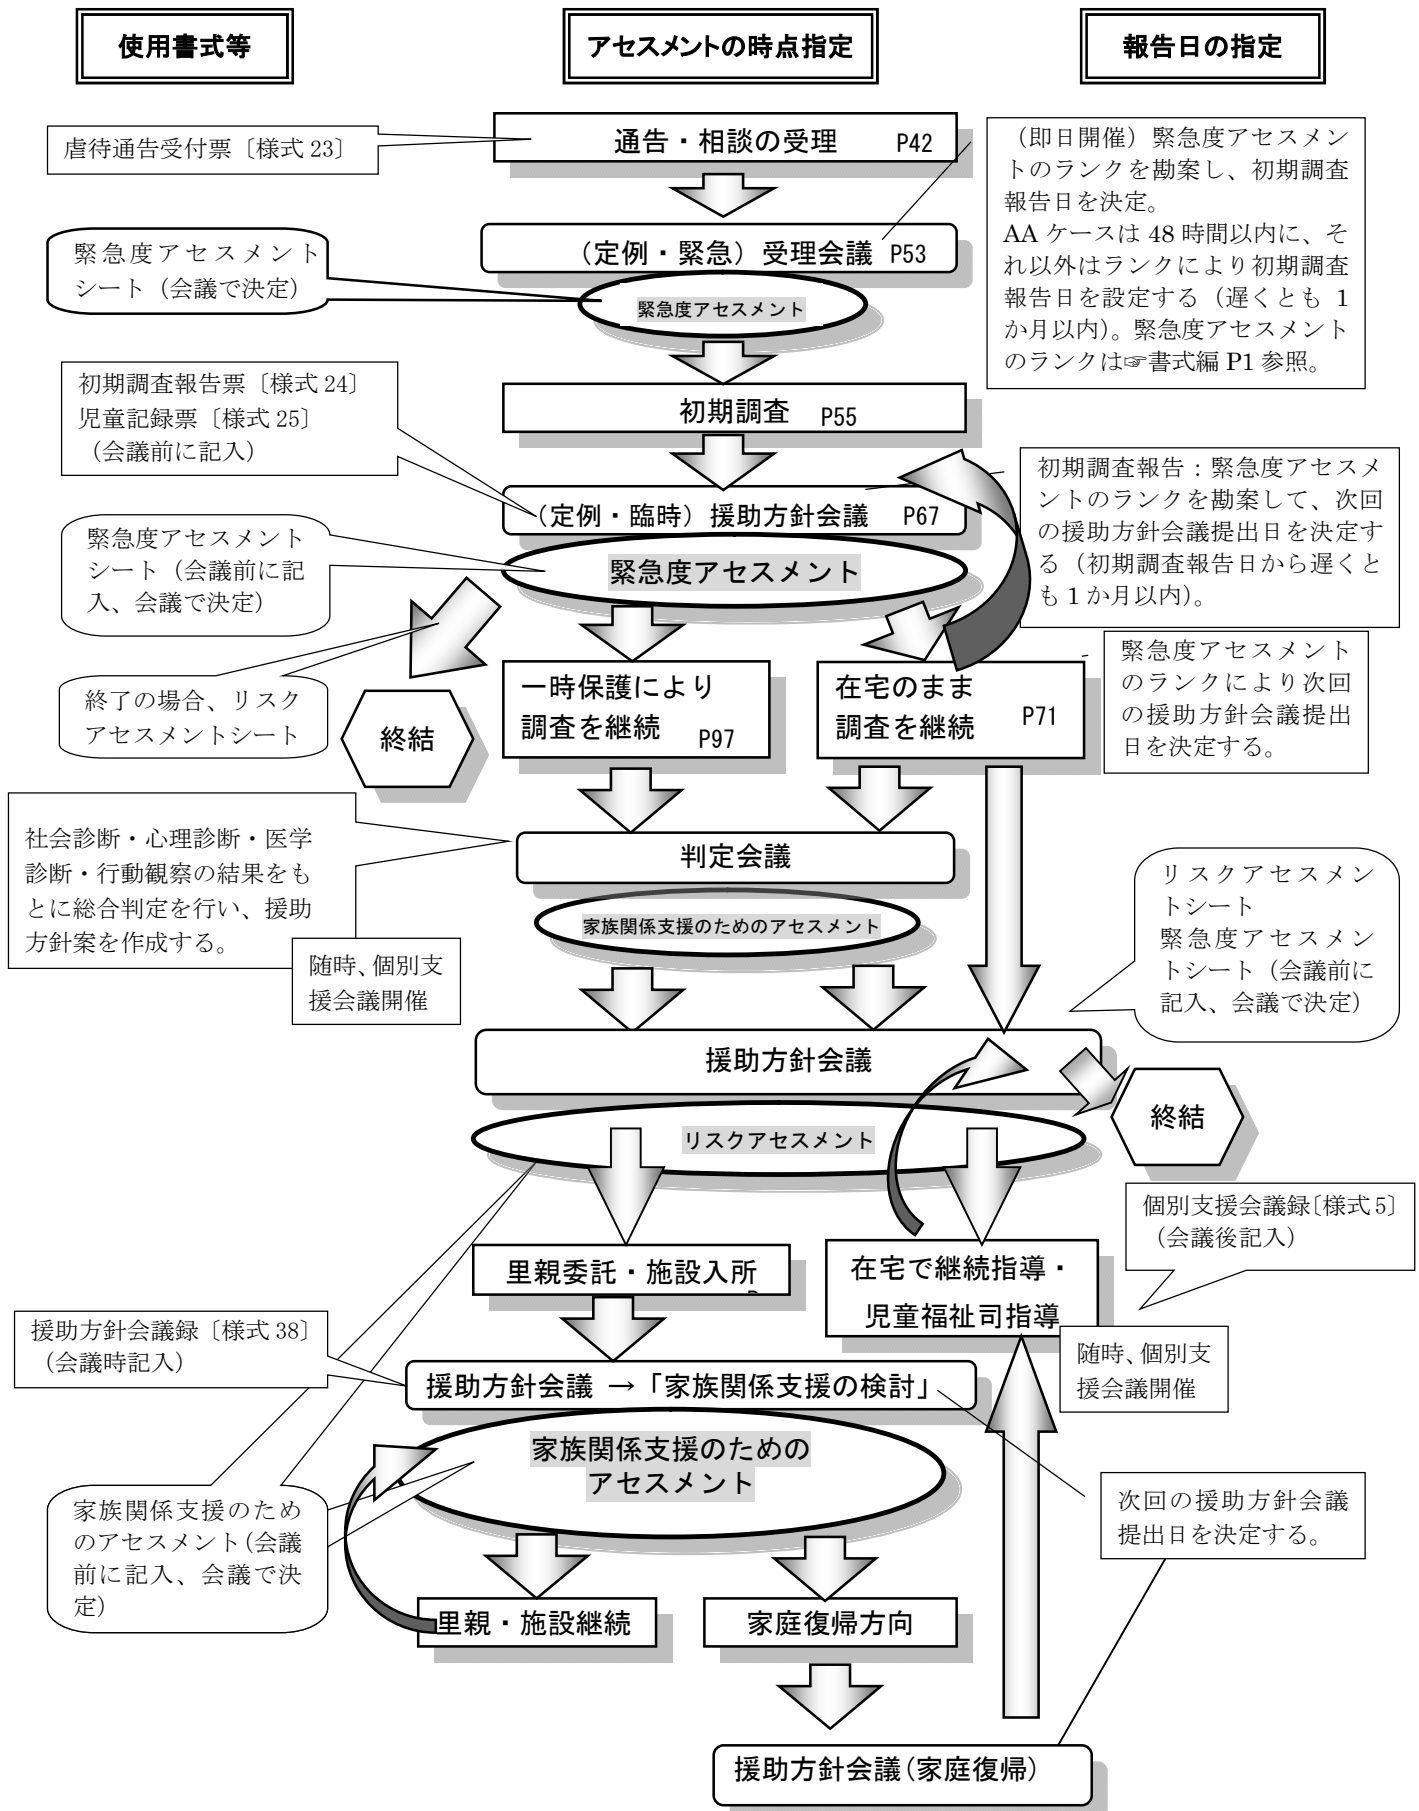 使用書式等
アセスメントの時点指定
報告日の指定
虐待通告受付票〔様式 23〕
通告・相談の受理 P42
（即日開催）緊急度アセスメン
トのランクを勘案し、初期調査
報告日を決定。
AA ケースは 48 時間以内に、そ
れ以外はランクにより初期調査
報告日を設定する（遅くとも 1
か月以内）。緊急度アセスメント
のランクは☞書式編 P1 参照。
（定例・緊急）受理会議 P53
緊急度アセスメント
シート（会議で決定）
緊急度アセスメント
初期調査報告票〔様式 24〕
児童記録票〔様式 25〕
（会議前に記入）
初期調査 P55
（定例・臨時）援助方針会議 P67
初期調査報告：緊急度アセスメ
ントのランクを勘案して、次回
の援助方針会議提出日を決定す
る（初期調査報告日から遅くと
も 1 か月以内）。
緊急度アセスメント
シート（会議前に記
入、会議で決定）
緊急度アセスメント
終了の場合、リスク
アセスメントシート
終結
一時保護により
調査を継続 P97
在宅のまま
調査を継続 P71
緊急度アセスメント
のランクにより次回
の援助方針会議提出
日を決定する。
社会診断・心理診断・医学
診断・行動観察の結果をも
とに総合判定を行い、援助
方針案を作成する。
随時、個別支
援会議開催
判定会議
家族関係支援のためのアセスメント
リスクアセスメン
トシート
緊急度アセスメン
トシート（会議前に
記入、会議で決定）
援助方針会議
リスクアセスメント
終結
個別支援会議録〔様式 5〕
（会議後記入）
里親委託・施設入所
在宅で継続指導・
児童福祉司指導
随時、個別支
援会議開催
援助方針会議録〔様式 38〕
（会議時記入）
援助方針会議 →「家族関係支援の検討」
家族関係支援のための
アセスメント
家族関係支援のため
のアセスメント（会議
前に記入、会議で決
定）
次回の援助方針会議
提出日を決定する。
里親・施設継続
家庭復帰方向
援助方針会議（家庭復帰）